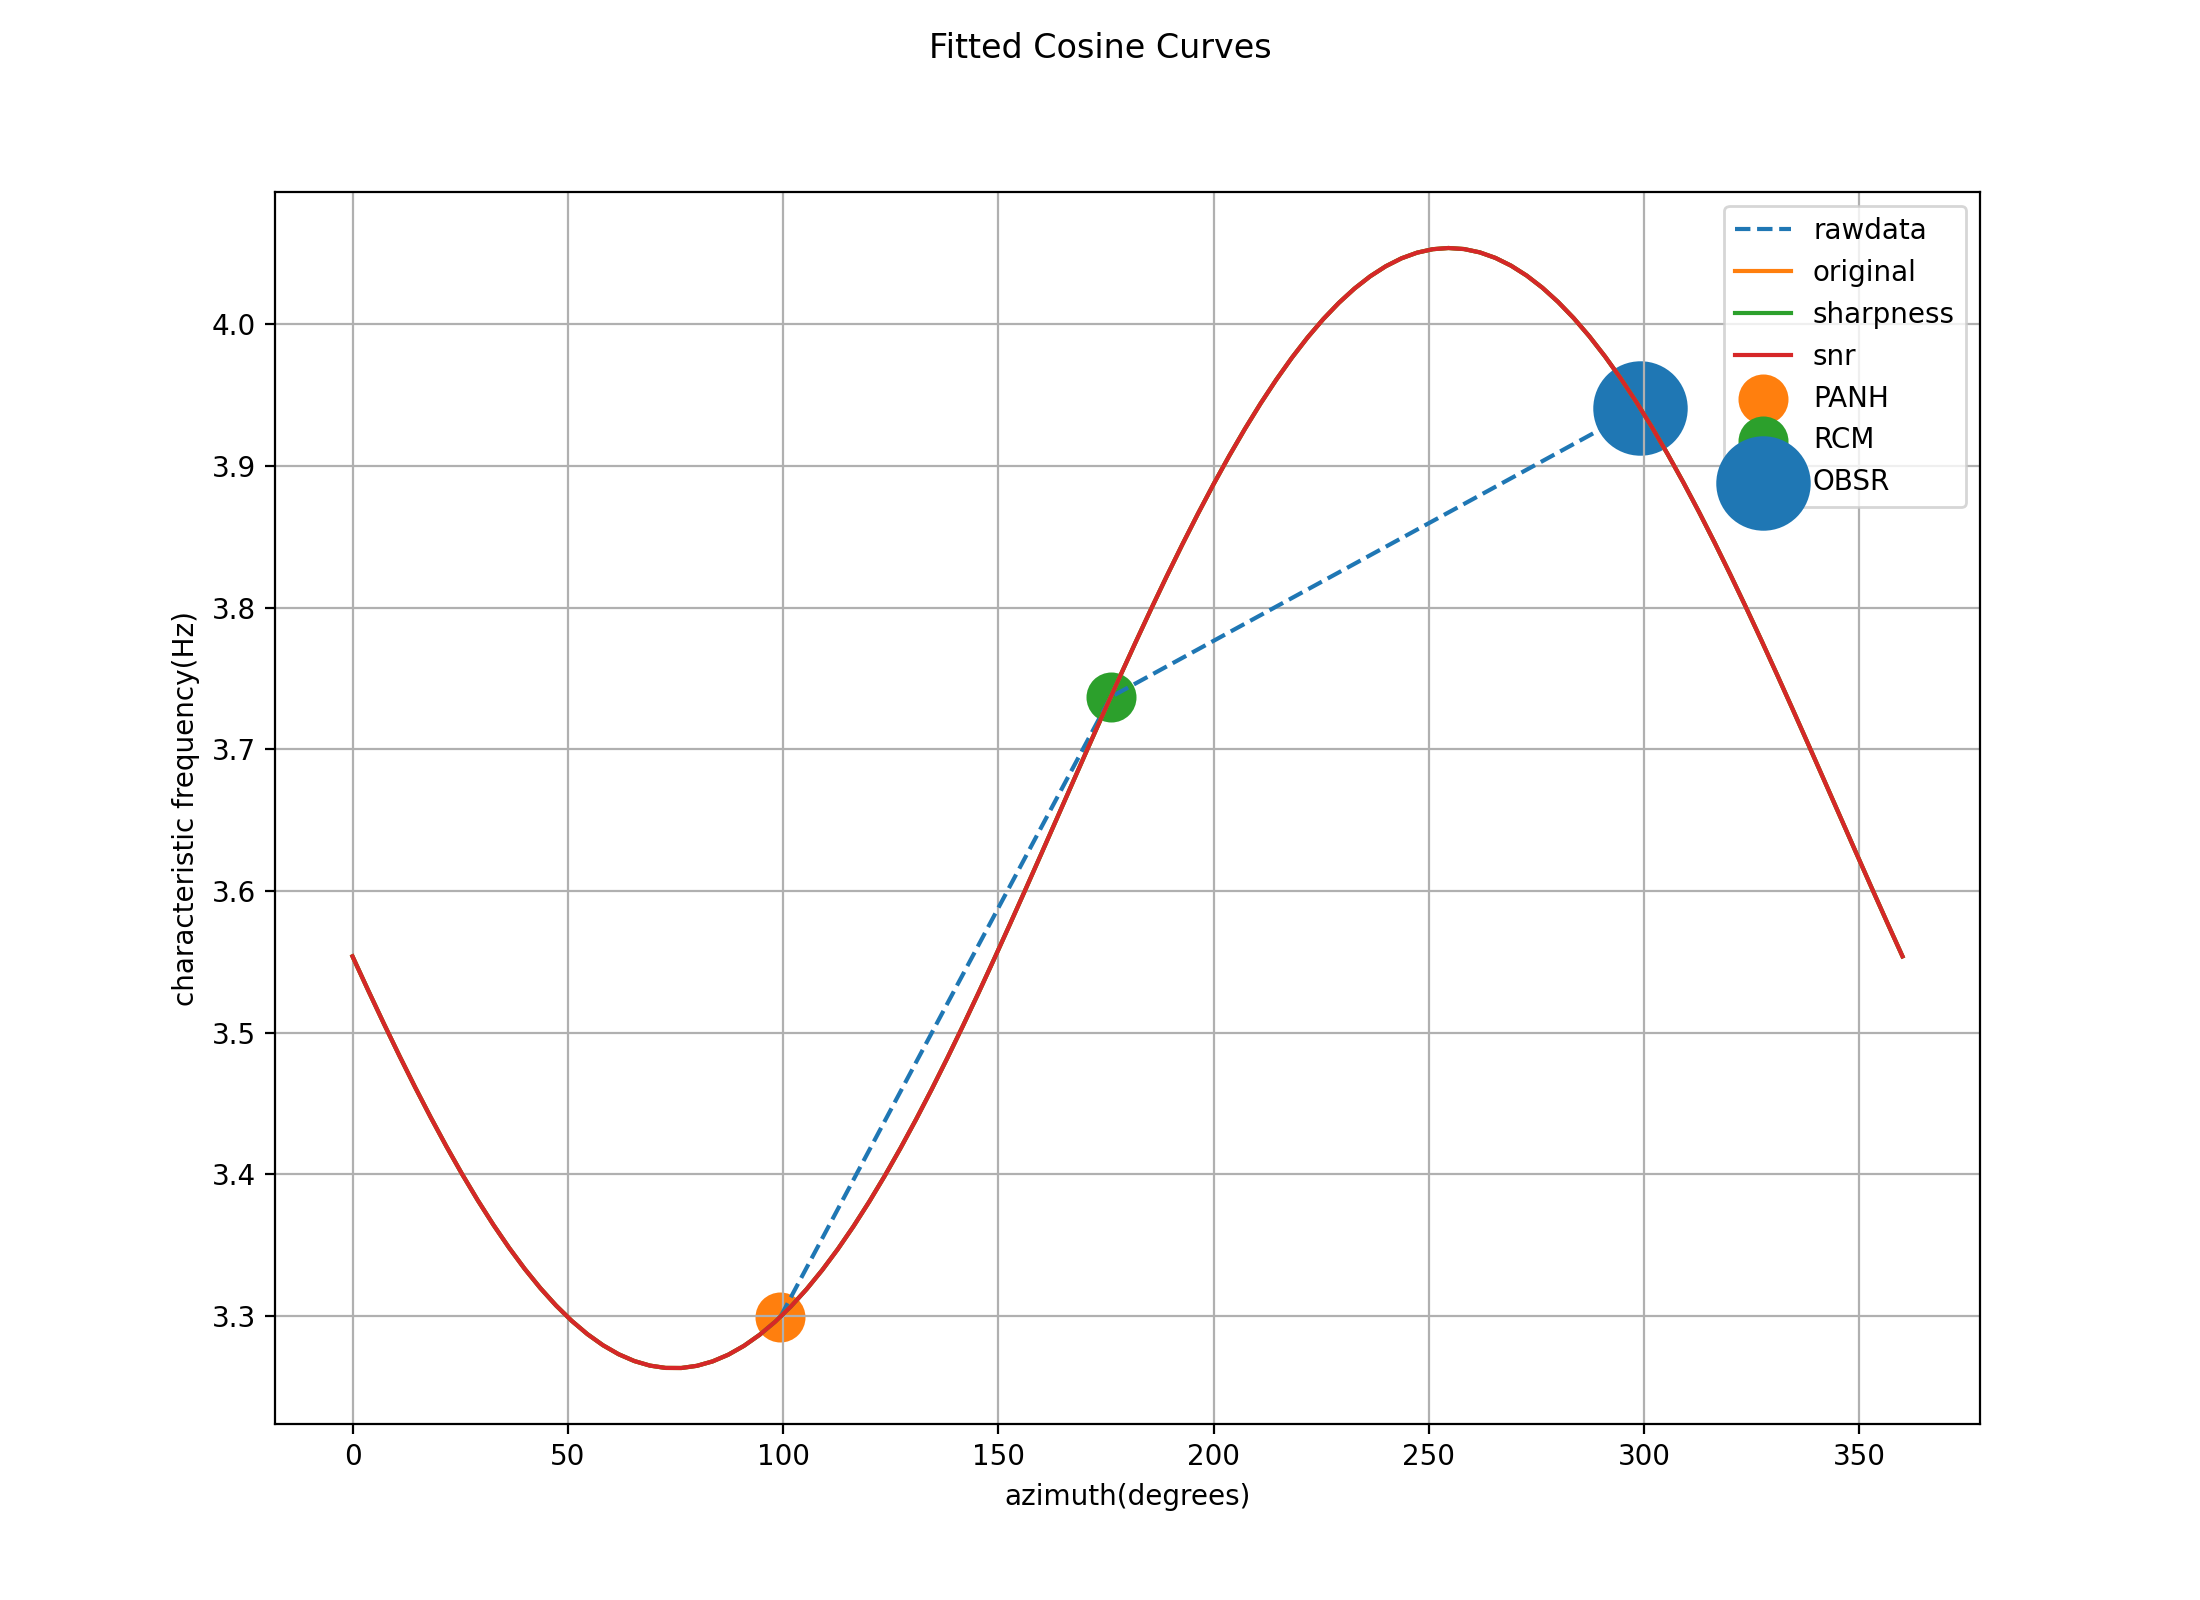 Fitted Cosine Curves
rawdata
original
sharpness
snr
PANH
RCM
OBSR
4.0
3.9
3.8
3.7
3.6
3.5
3.4
3.3
characteristic frequency(Hz)
0 50 100 150 200 250 300 350
azimuth(degrees)